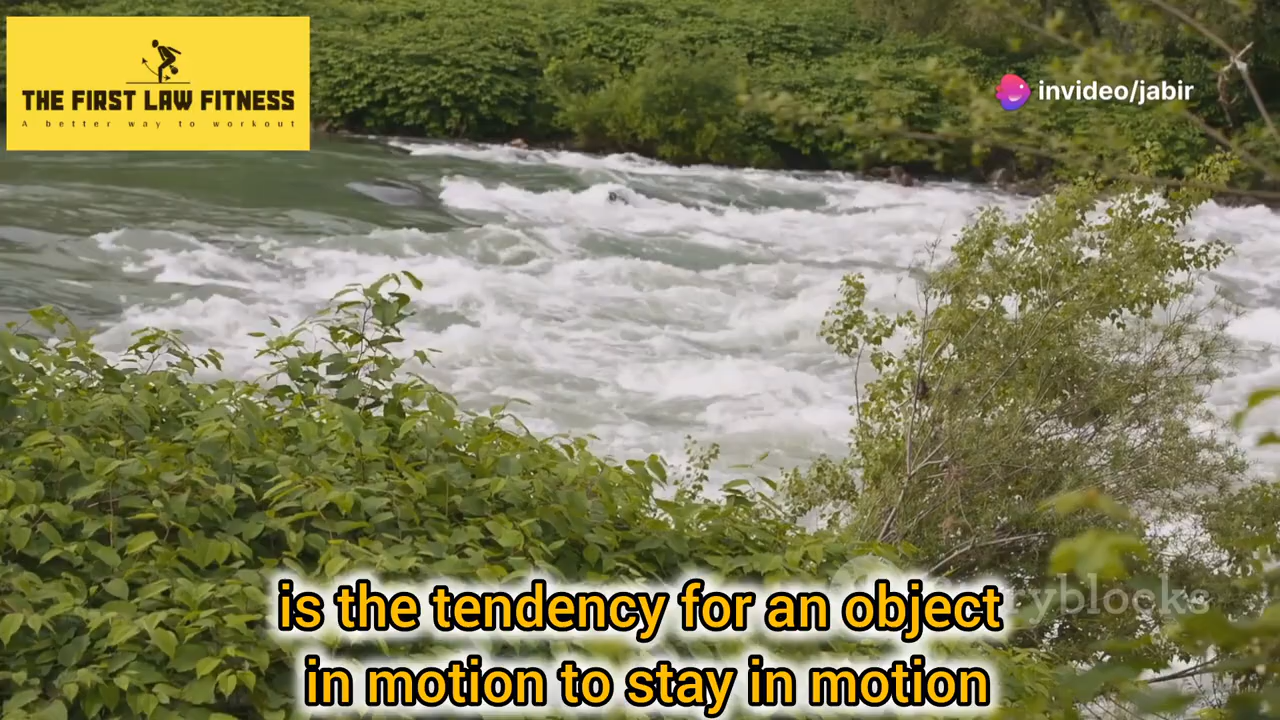 THE FIRST LAW FITNESS
A better way to workout
invideo/jabir
is the tendency for an object
in motion to stay in motion